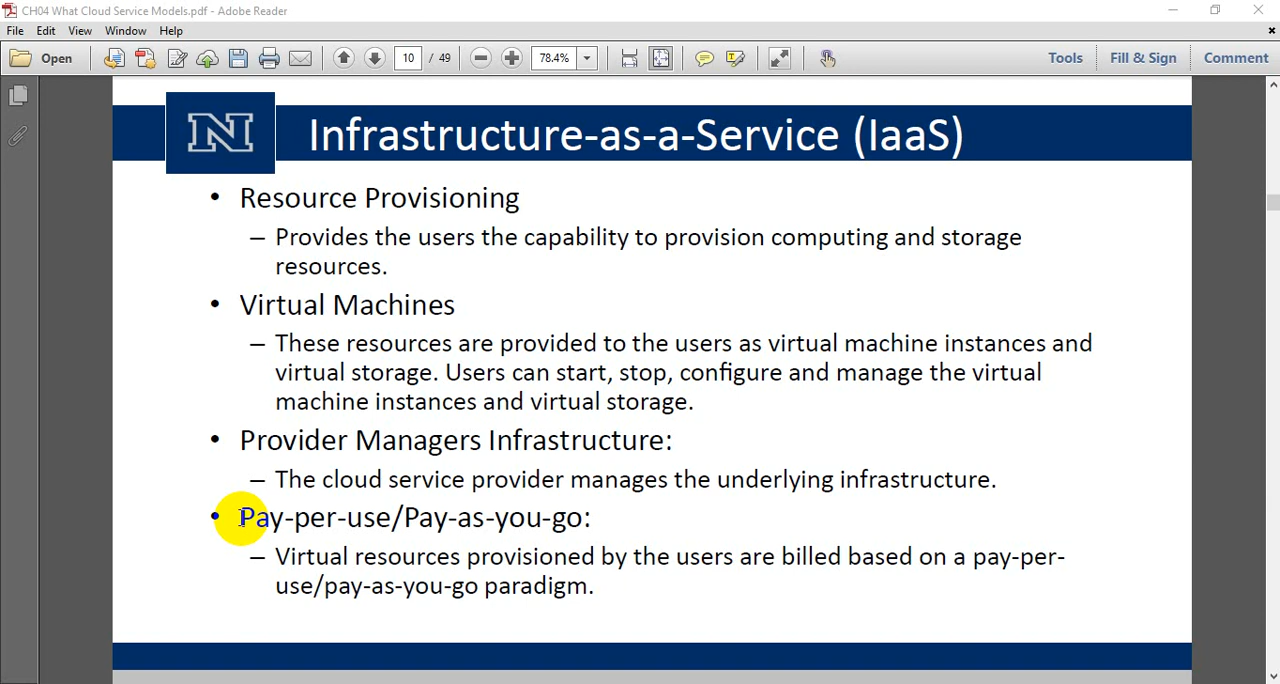 CH04 What Cloud Service Models.pdf - Adobe Reader
File Edit View Window Help
Open 10 / 49 78.4% Tools Fill & Sign Comment
N Infrastructure-as-a-Service (IaaS)
• Resource Provisioning
– Provides the users the capability to provision computing and storage
resources.
• Virtual Machines
– These resources are provided to the users as virtual machine instances and
virtual storage. Users can start, stop, configure and manage the virtual
machine instances and virtual storage.
• Provider Managers Infrastructure:
– The cloud service provider manages the underlying infrastructure.
• Pay-per-use/Pay-as-you-go:
– Virtual resources provisioned by the users are billed based on a pay-per-
use/pay-as-you-go paradigm.